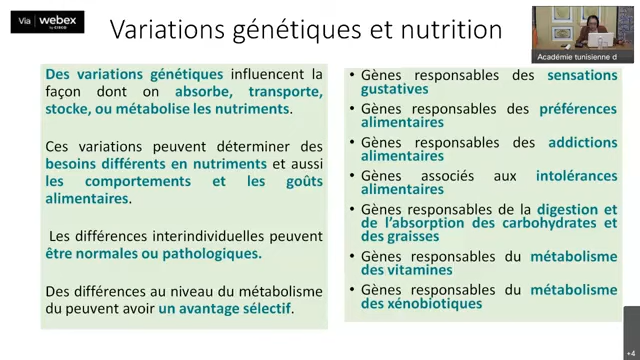 Via
webex
by CISCO
Variations génétiques et nutrition
Académie tunisienne d
Des variations génétiques influencent la
façon dont on absorbe, transporte,
stocke, ou métabolise les nutriments.
Ces variations peuvent déterminer des
besoins différents en nutriments et aussi
les comportements et les goûts
alimentaires.
Les différences interindividuelles peuvent
être normales ou pathologiques.
Des différences au niveau du métabolisme
du peuvent avoir un avantage sélectif.
• Gènes responsables des sensations
gustatives
• Gènes responsables des préférences
alimentaires
• Gènes responsables des addictions
alimentaires
• Gènes associés aux intolérances
alimentaires
• Gènes responsables de la digestion et
de l'absorption des carbohydrates et
des graisses
• Gènes responsables du métabolisme
des vitamines
• Gènes responsables du métabolisme
des xénobiotiques
+4